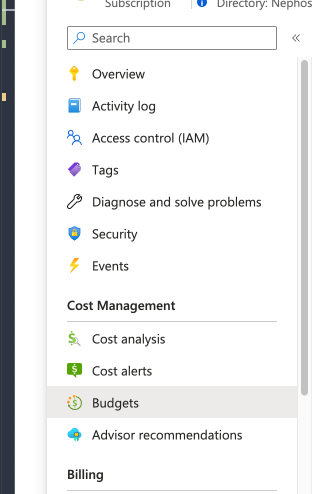 Subscription
Directory: Nephos
Search
Overview
Activity log
Access control (IAM)
Tags
Diagnose and solve problems
Security
Events
Cost Management
Cost analysis
Cost alerts
Budgets
Advisor recommendations
Billing